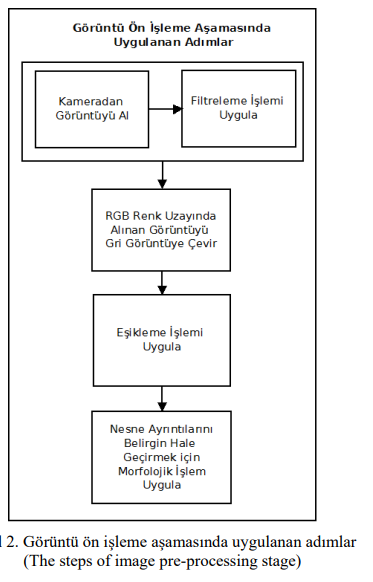 Görüntü Ön İşleme Aşamasında
Uygulanan Adımlar
Kameradan
Görüntüyü Al
Filtreleme İşlemi
Uygula
RGB Renk Uzayında
Alınan Görüntüyü
Gri Görüntüye Çevir
Eşikleme İşlemi
Uygula
Nesne Ayrıntılarını
Belirgin Hale
Geçirmek için
Morfolojik İşlem
Uygula
2. Görüntü ön işleme aşamasında uygulanan adımlar
(The steps of image pre-processing stage)